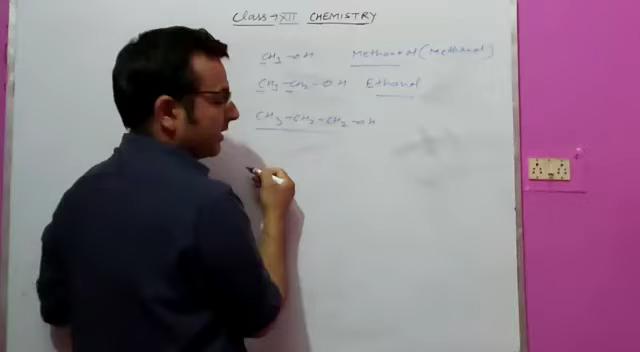 Class → XII CHEMISTRY
CH3 - OH Methanol (Methanol)
CH3 - CH2 - OH Ethanol
CH3 - CH2 - CH2 - OH